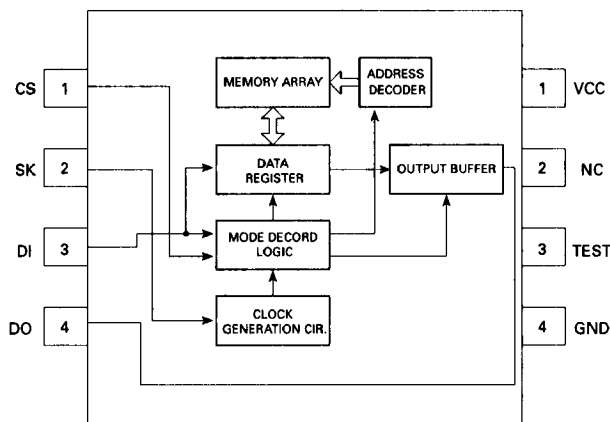 CS 1
MEMORY ARRAY
ADDRESS
DECODER
1 VCC
SK 2
DATA
REGISTER
OUTPUT BUFFER
2 NC
DI 3
MODE DECORD
LOGIC
3 TEST
DO 4
CLOCK
GENERATION CIR.
4 GND